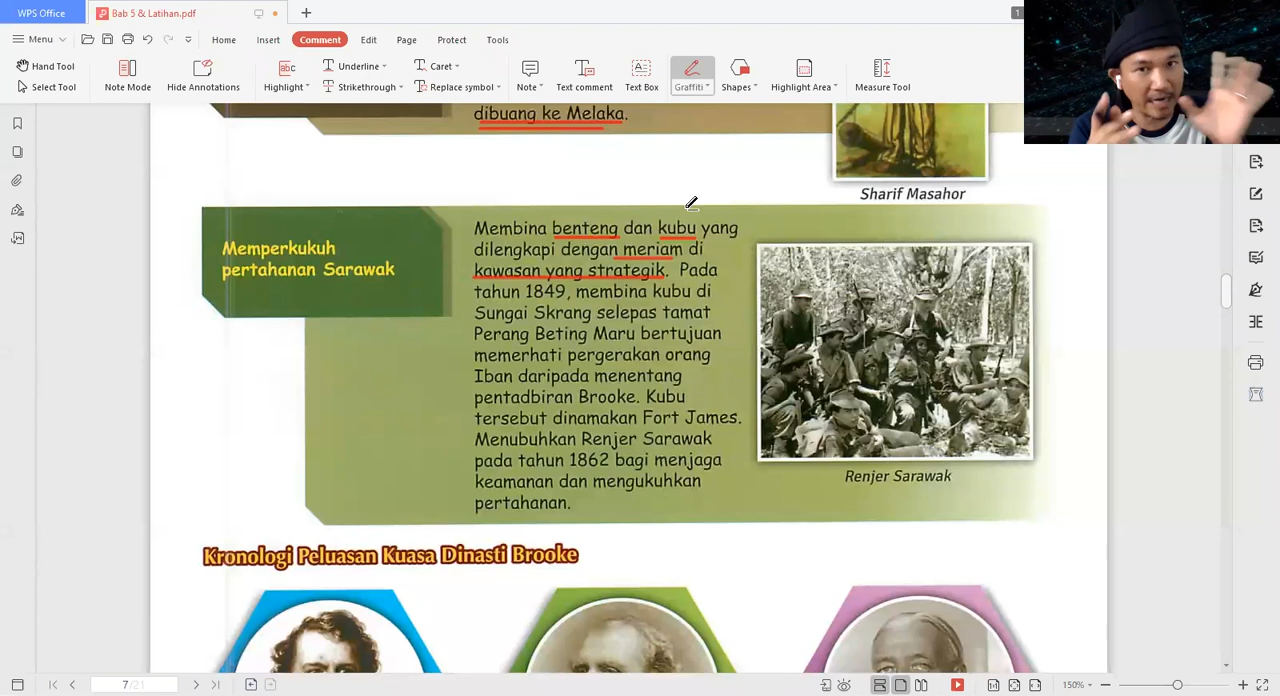 WPS Office
Bab 5 & Latihan.pdf
1
Menu
Home
Insert
Comment
Edit
Page
Protect
Tools
Hand Tool
Select Tool
Note Mode
Hide Annotations
Highlight
Underline
Strikethrough
Caret
Replace symbol
Note
Text comment
Text Box
Graffiti
Shapes
Highlight Area
Measure Tool
dibuang ke Melaka.
Sharif Masahor
Memperkukuh
pertahanan Sarawak
Membina benteng dan kubu yang
dilengkapi dengan meriam di
kawasan yang strategik. Pada
tahun 1849, membina kubu di
Sungai Skrang selepas tamat
Perang Beting Maru bertujuan
memerhati pergerakan orang
Iban daripada menentang
pentadbiran Brooke. Kubu
tersebut dinamakan Fort James.
Menubuhkan Renjer Sarawak
pada tahun 1862 bagi menjaga
keamanan dan mengukuhkan
pertahanan.
Renjer Sarawak
Kronologi Peluasan Kuasa Dinasti Brooke
7/21
150%